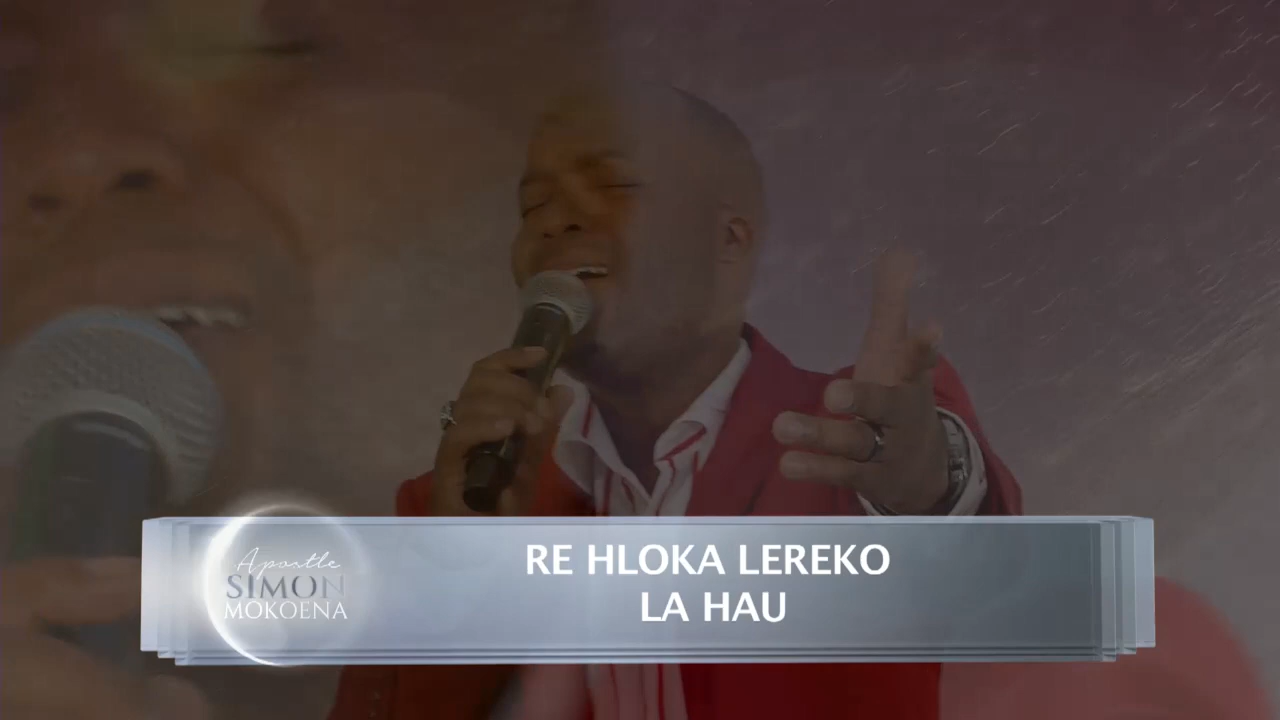 Apostle
SIMON
MOKOENA
RE HLOKA LEREKO
LA HAU